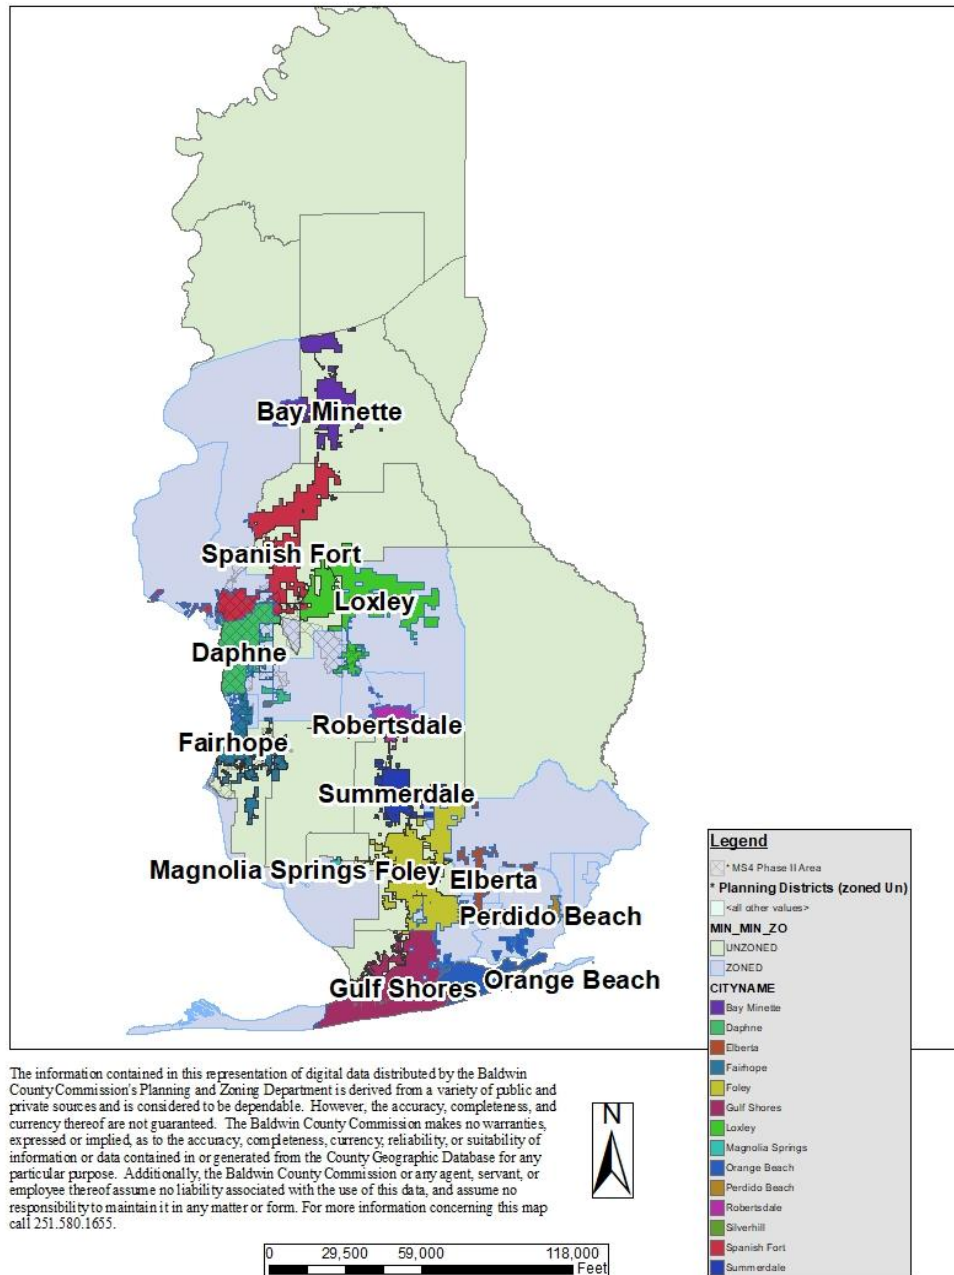 Bay Minette
Spanish Fort
Loxley
Daphne
Robertsdale
Fairhope
Summerdale
Magnolia Springs
Foley
Elberta
Perdido Beach
Orange Beach
Gulf Shores
Legend
* MS4 Phase II Area
* Planning Districts (zoned Un)
<all other values>
MIN_MIN_ZO
UNZONED
ZONED
CITYNAME
Bay Minette
Daphne
Elberta
Fairhope
Foley
Gulf Shores
Loxley
Magnolia Springs
Orange Beach
Perdido Beach
Robertsdale
Silverhill
Spanish Fort
Summerdale
The information contained in this representation of digital data distributed by the Baldwin
County Commission's Planning and Zoning Department is derived from a variety of public and
private sources and is considered to be dependable. However, the accuracy, completeness, and
currency thereof are not guaranteed. The Baldwin County Commission makes no warranties,
expressed or implied, as to the accuracy, completeness, currency, reliability, or suitability of
information or data contained in or generated from the County Geographic Database for any
particular purpose. Additionally, the Baldwin County Commission or any agent, servant, or
employee thereof assume no liability associated with the use of this data, and assume no
responsibility to maintain it in any matter or form. For more information concerning this map
call 251.580.1655.
N
0 29,500 59,000 118,000
Feet